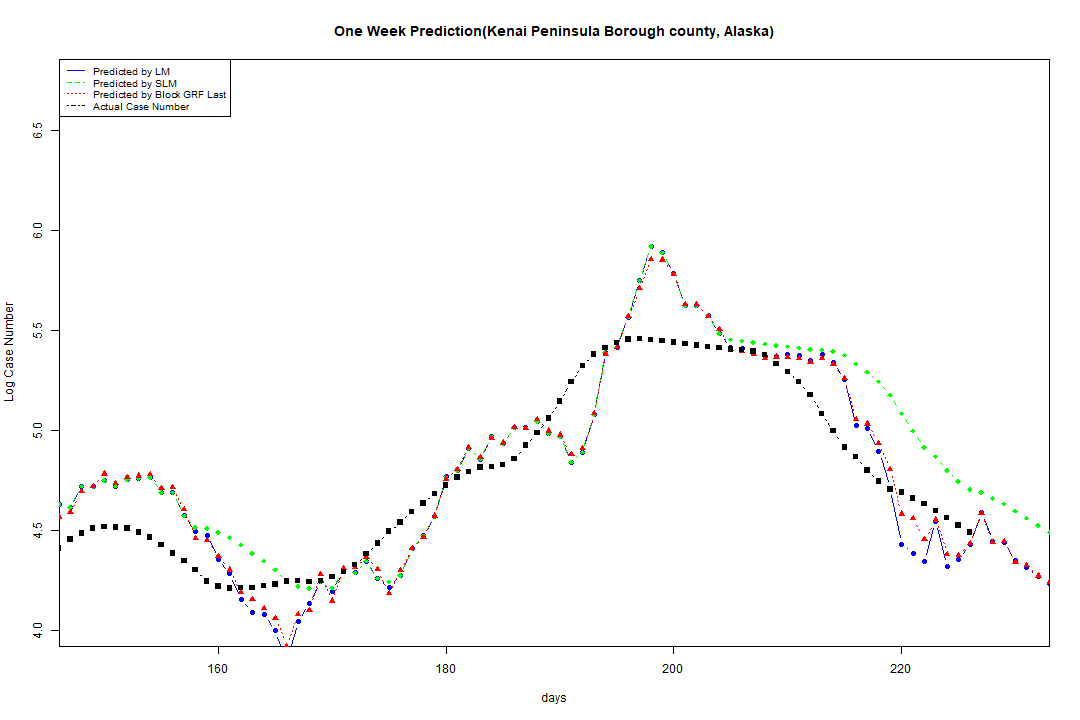 One Week Prediction(Kenai Peninsula Borough county, Alaska)
Predicted by LM
Predicted by SLM
Predicted by Block GRF Last
Actual Case Number
6.5
6.0
5.5
5.0
4.5
4.0
Log Case Number
160 180 200 220
days